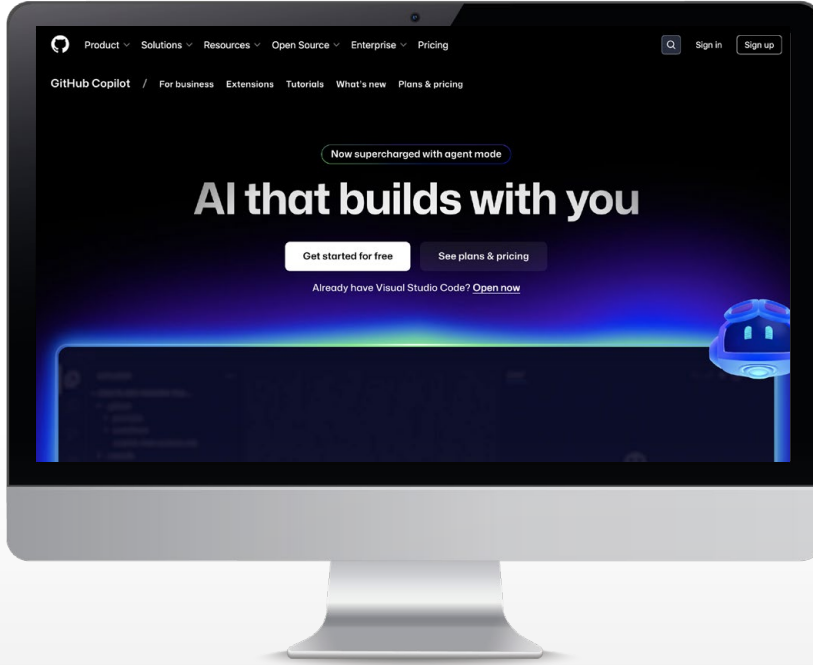 Product Solutions Resources Open Source Enterprise Pricing Sign in Sign up
GitHub Copilot / For business Extensions Tutorials What's new Plans & pricing
Now supercharged with agent mode
AI that builds with you
Get started for free See plans & pricing
Already have Visual Studio Code? Open now